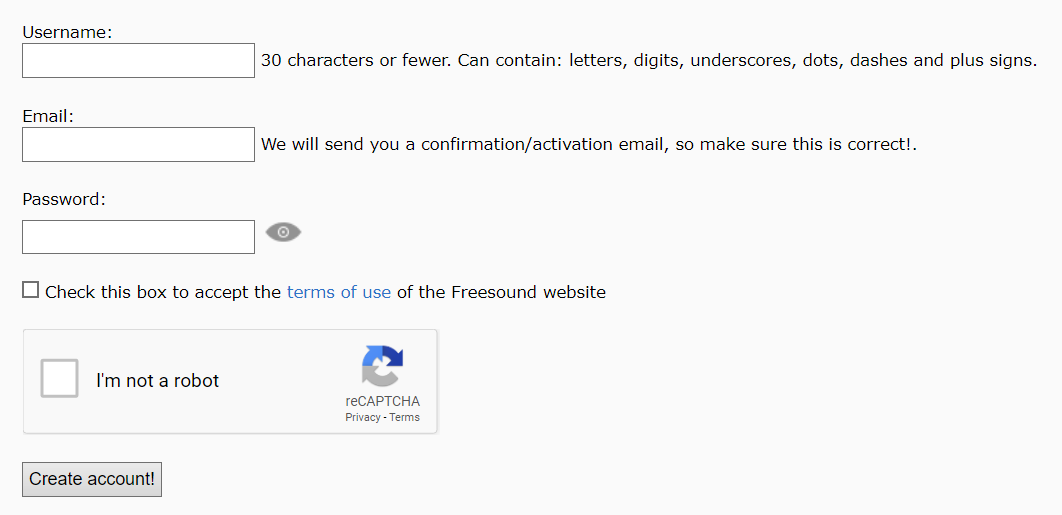 Username:
30 characters or fewer. Can contain: letters, digits, underscores, dots, dashes and plus signs.
Email:
We will send you a confirmation/activation email, so make sure this is correct!.
Password:
Check this box to accept the terms of use of the Freesound website
I'm not a robot
reCAPTCHA
Privacy - Terms
Create account!